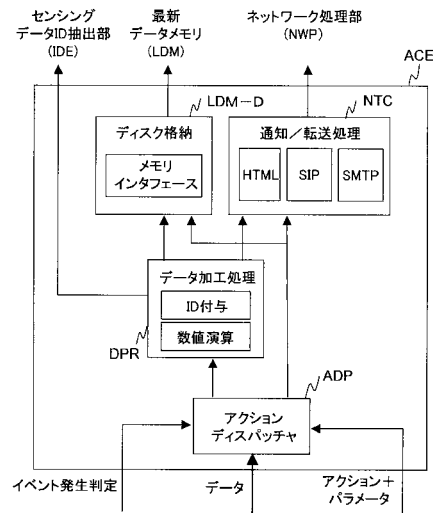 センシング
データID抽出部
(IDE)
最新
データメモリ
(LDM)
ネットワーク処理部
(NWP)
ACE
LDM－D
NTC
ディスク格納
メモリ
インタフェース
通知／転送処理
HTML
SIP
SMTP
データ加工処理
ID付与
数値演算
DPR
ADP
アクション
ディスパッチャ
イベント発生判定
データ
アクション＋
パラメータ